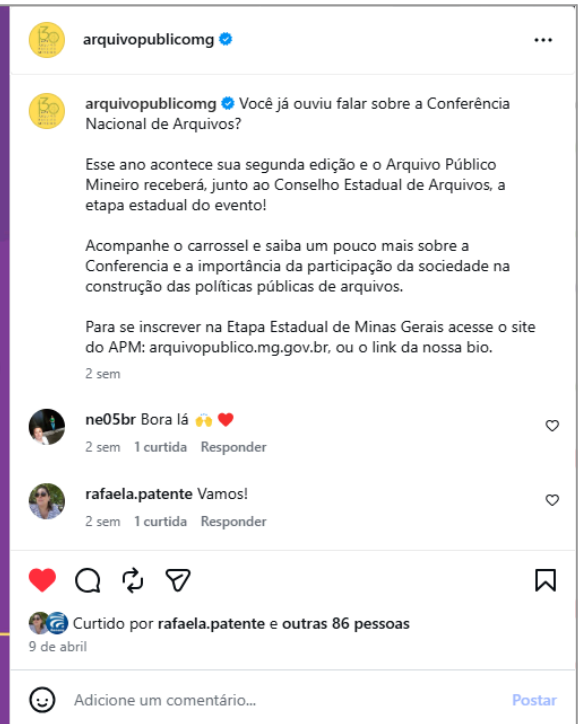 arquivopublicomg
arquivopublicomg Você já ouviu falar sobre a Conferência
Nacional de Arquivos?
Esse ano acontece sua segunda edição e o Arquivo Público
Mineiro receberá, junto ao Conselho Estadual de Arquivos, a
etapa estadual do evento!
Acompanhe o carrossel e saiba um pouco mais sobre a
Conferencia e a importância da participação da sociedade na
construção das políticas públicas de arquivos.
Para se inscrever na Etapa Estadual de Minas Gerais acesse o site
do APM: arquivopublico.mg.gov.br, ou o link da nossa bio.
2 sem
ne05br Bora lá 🙌 ❤️
2 sem 1 curtida Responder
rafaela.patente Vamos!
2 sem 1 curtida Responder
Curtido por rafaela.patente e outras 86 pessoas
9 de abril
Adicione um comentário...
Postar